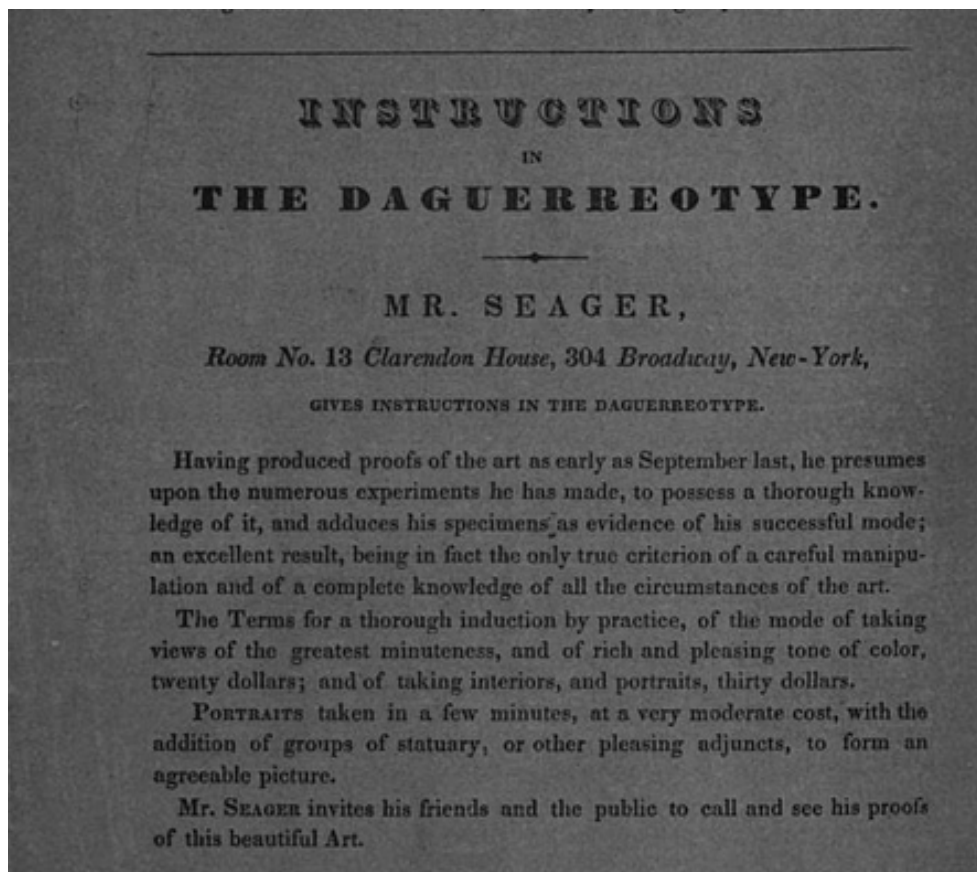 INSTRUCTIONS
IN
THE DAGUERREOTYPE.
MR. SEAGER,
Room No. 13 Clarendon House, 304 Broadway, New-York,
GIVES INSTRUCTIONS IN THE DAGUERREOTYPE.
Having produced proofs of the art as early as September last, he presumes
upon the numerous experiments he has made, to possess a thorough know-
ledge of it, and adduces his specimens as evidence of his successful mode;
an excellent result, being in fact the only true criterion of a careful manipu-
lation and of a complete knowledge of all the circumstances of the art.
The Terms for a thorough induction by practice, of the mode of taking
views of the greatest minuteness, and of rich and pleasing tone of color,
twenty dollars; and of taking interiors, and portraits, thirty dollars.
PORTRAITS taken in a few minutes, at a very moderate cost, with the
addition of groups of statuary, or other pleasing adjuncts, to form an
agreeable picture.
Mr. SEAGER invites his friends and the public to call and see his proofs
of this beautiful Art.